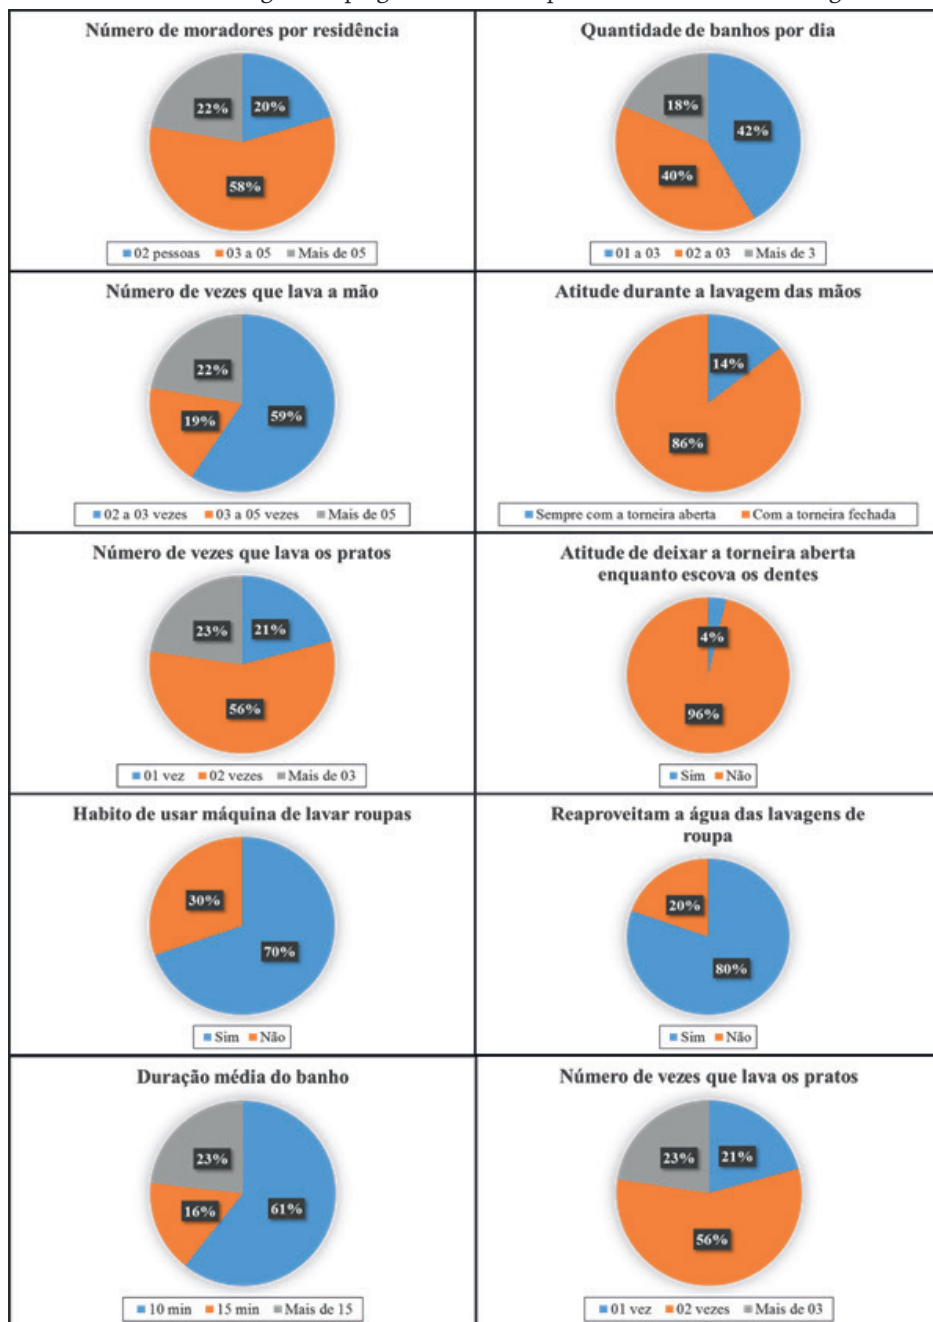 Número de moradores por residência
22%
20%
58%
02 pessoas 03 a 05 Mais de 05
Quantidade de banhos por dia
18%
42%
40%
01 a 03 02 a 03 Mais de 3
Número de vezes que lava a mão
22%
19%
59%
02 a 03 vezes 03 a 05 vezes Mais de 05
Atitude durante a lavagem das mãos
14%
86%
Sempre com a torneira aberta Com a torneira fechada
Número de vezes que lava os pratos
23%
21%
56%
01 vez 02 vezes Mais de 03
Atitude de deixar a torneira aberta
enquanto escova os dentes
4%
96%
Sim Não
Habito de usar máquina de lavar roupas
30%
70%
Sim Não
Reaproveitam a água das lavagens de
roupa
20%
80%
Sim Não
Duração média do banho
23%
16%
61%
10 min 15 min Mais de 15
Número de vezes que lava os pratos
23%
21%
56%
01 vez 02 vezes Mais de 03